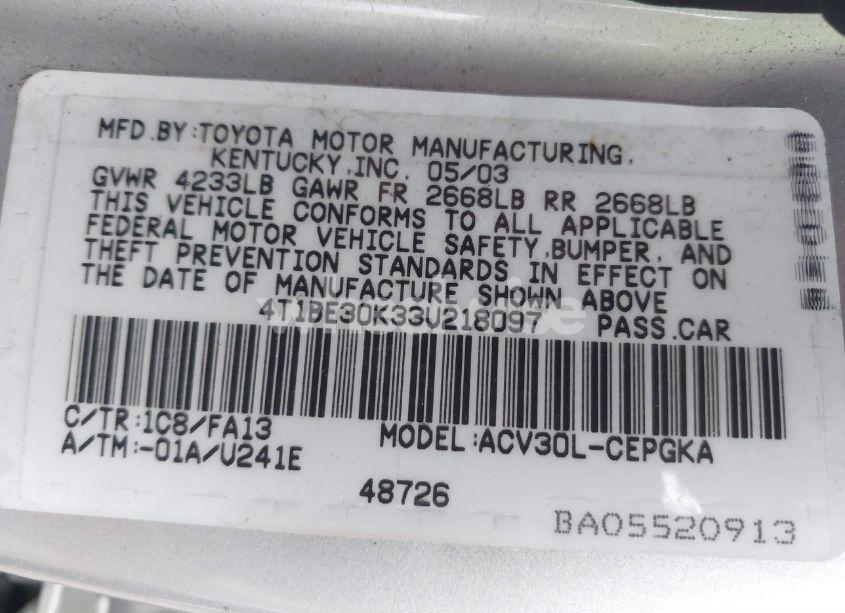 MFD.BY:TOYOTA MOTOR MANUFACTURING,
KENTUCKY,INC. 05/03
GVWR 4233LB GAWR FR 2668LB RR 2668LB
THIS VEHICLE CONFORMS TO ALL APPLICABLE
FEDERAL MOTOR VEHICLE SAFETY,BUMPER, AND
THEFT PREVENTION STANDARDS IN EFFECT ON
THE DATE OF MANUFACTURE SHOWN ABOVE
4T1BE30K33U218097 PASS.CAR
C/TR:1C8/FA13
A/TM:-01A/U241E
MODEL:ACV30L-CEPGKA
48726
BA05520913